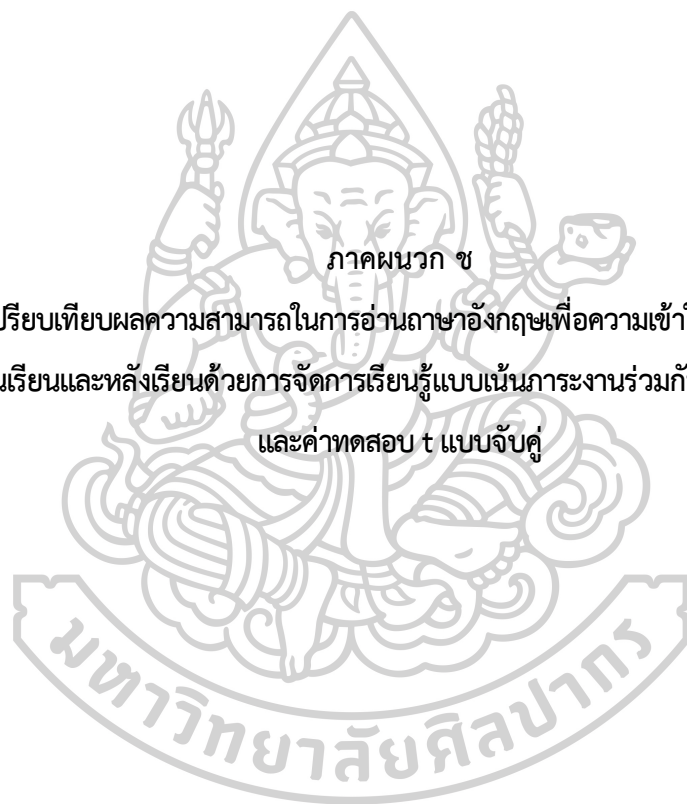 ภาคผนวก ช
ปรียบเทียบผลความสามารถในการอ่านภาษาอังกฤษเพื่อความเข้าใ
นเรียนและหลังเรียนด้วยการจัดการเรียนรู้แบบเน้นภาระงานร่วมกั
และค่าทดสอบ t แบบจับคู่
มหาวิทยาลัยศิลปากร